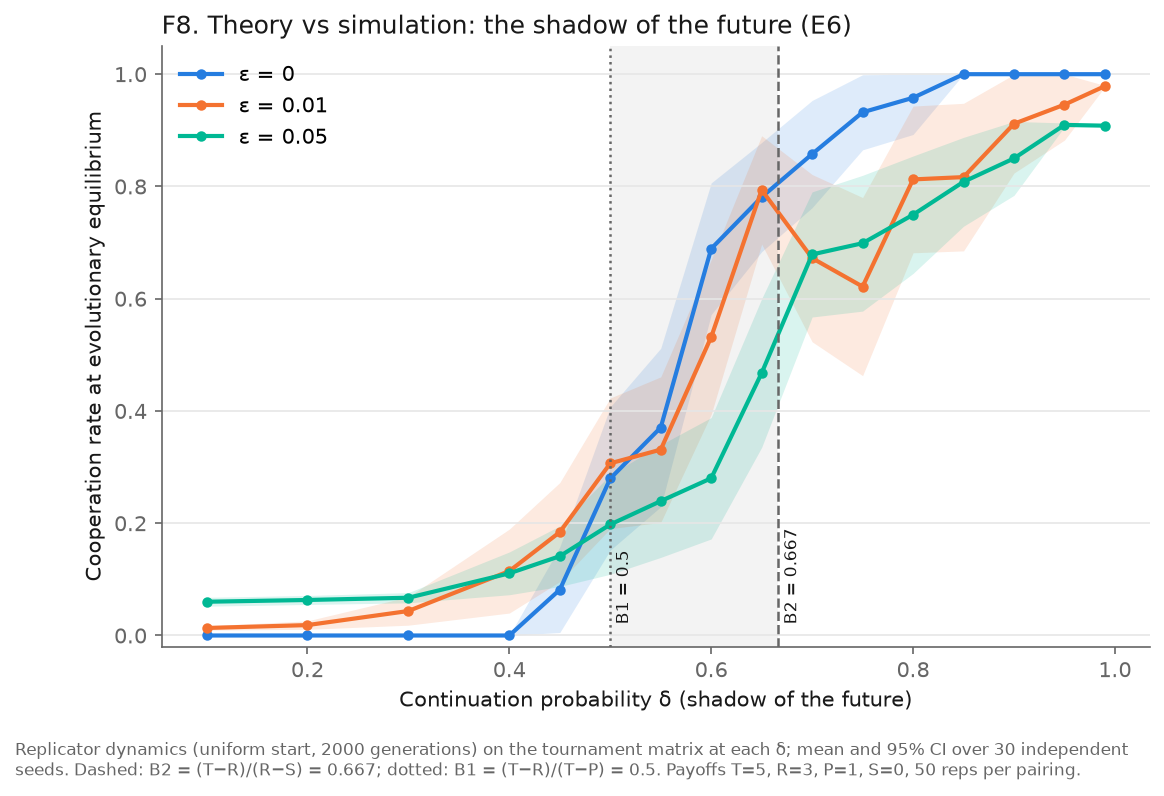 F8. Theory vs simulation: the shadow of the future (E6)
ε = 0
ε = 0.01
ε = 0.05
Cooperation rate at evolutionary equilibrium
1.0
0.8
0.6
0.4
0.2
0.0
B1 = 0.5
B2 = 0.667
0.2
0.4
0.6
0.8
1.0
Continuation probability δ (shadow of the future)
Replicator dynamics (uniform start, 2000 generations) on the tournament matrix at each δ; mean and 95% CI over 30 independent
seeds. Dashed: B2 = (T−R)/(R−S) = 0.667; dotted: B1 = (T−R)/(T−P) = 0.5. Payoffs T=5, R=3, P=1, S=0, 50 reps per pairing.